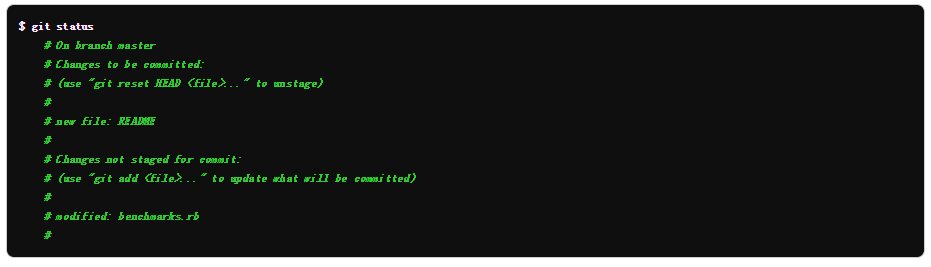 $ git status
# On branch master
# Changes to be committed:
# (use "git reset HEAD <file>..." to unstage)
#
# new file: README
#
# Changes not staged for commit:
# (use "git add <file>..." to update what will be committed)
#
# modified: benchmarks.rb
#